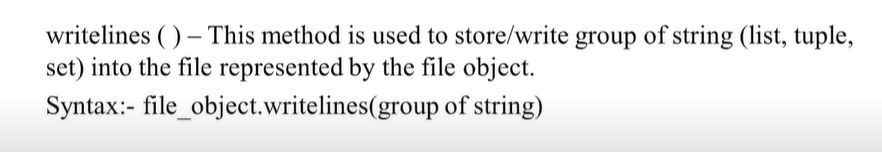 writelines ( ) – This method is used to store/write group of string (list, tuple,
set) into the file represented by the file object.
Syntax:- file_object.writelines(group of string)